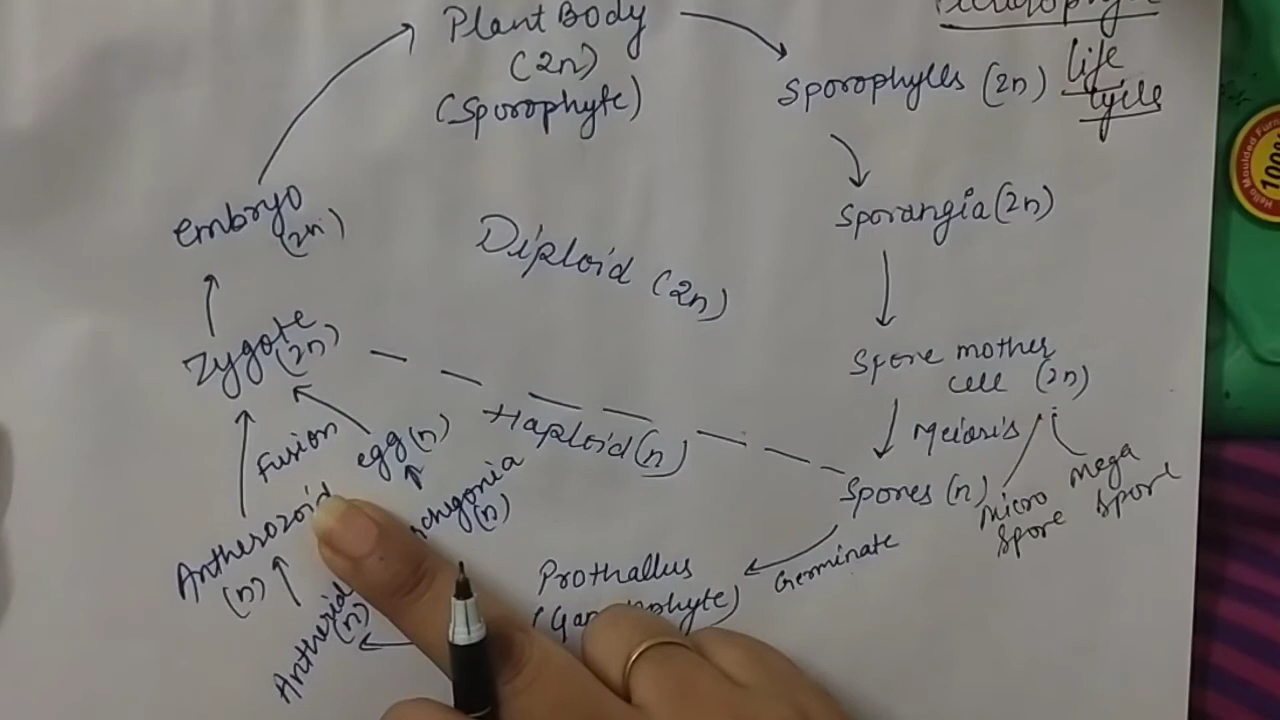 Plant Body
(2n)
(Sporophyte)
Sporophylls (2n)
life
cycle
Sporangia (2n)
embryo
(2n)
Diploid (2n)
Zygote
(2n)
Spore mother
cell (2n)
Meiosis
Haploid (n)
Fusion
egg (n)
Spores (n)
micro
spore
Mega
spore
Antherozoid
(n)
(n)
Germinate
Prothallus
(n)
100%